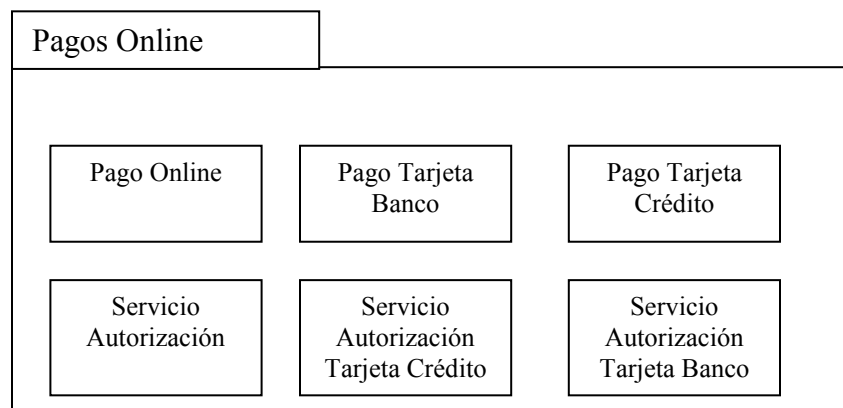 Pagos Online
Pago Online
Pago Tarjeta
Banco
Pago Tarjeta
Crédito
Servicio
Autorización
Servicio
Autorización
Tarjeta Crédito
Servicio
Autorización
Tarjeta Banco